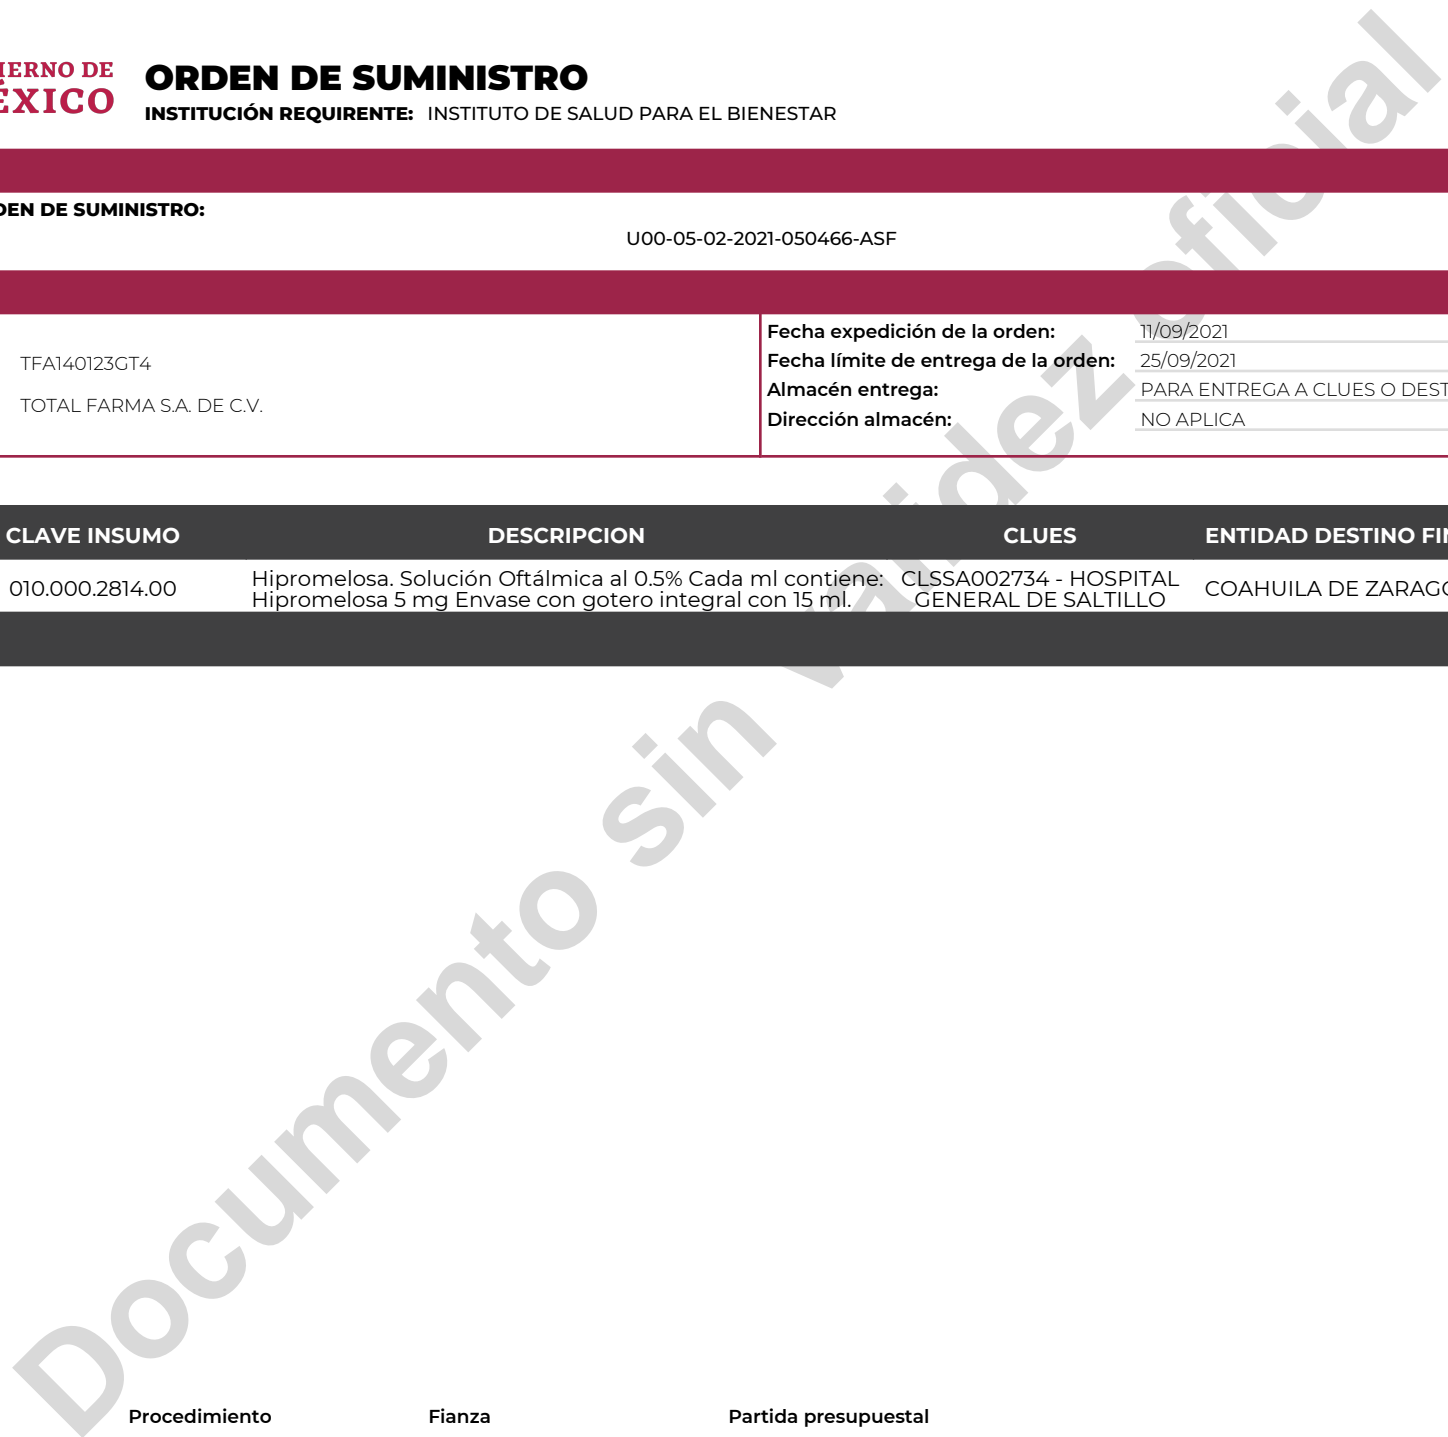 IERNO DE
ÉXICO
ORDEN DE SUMINISTRO
INSTITUCIÓN REQUIRENTE: INSTITUTO DE SALUD PARA EL BIENESTAR
DEN DE SUMINISTRO:
U00-05-02-2021-050466-ASF
TFA140123GT4
TOTAL FARMA S.A. DE C.V.
Fecha expedición de la orden: 11/09/2021
Fecha límite de entrega de la orden: 25/09/2021
Almacén entrega: PARA ENTREGA A CLUES O DEST
Dirección almacén: NO APLICA
CLAVE INSUMO DESCRIPCION CLUES ENTIDAD DESTINO FIN
010.000.2814.00 Hipromelosa. Solución Oftálmica al 0.5% Cada ml contiene: CLSSA002734 - HOSPITAL COAHUILA DE ZARAGO
Hipromelosa 5 mg Envase con gotero integral con 15 ml. GENERAL DE SALTILLO
Documento sin validez oficial
Procedimiento Fianza Partida presupuestal